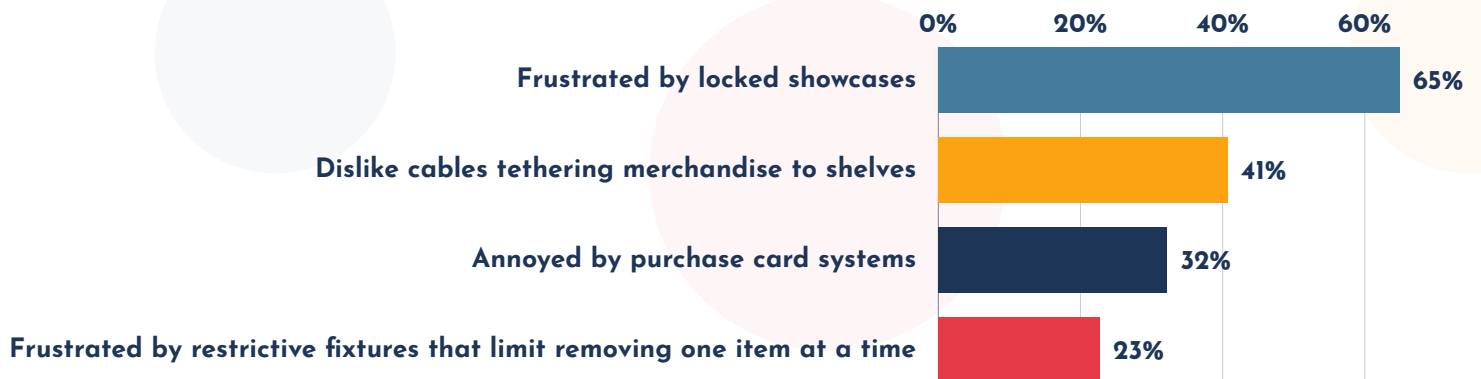 0% 20% 40% 60%
Frustrated by locked showcases 65%
Dislike cables tethering merchandise to shelves 41%
Annoyed by purchase card systems 32%
Frustrated by restrictive fixtures that limit removing one item at a time 23%